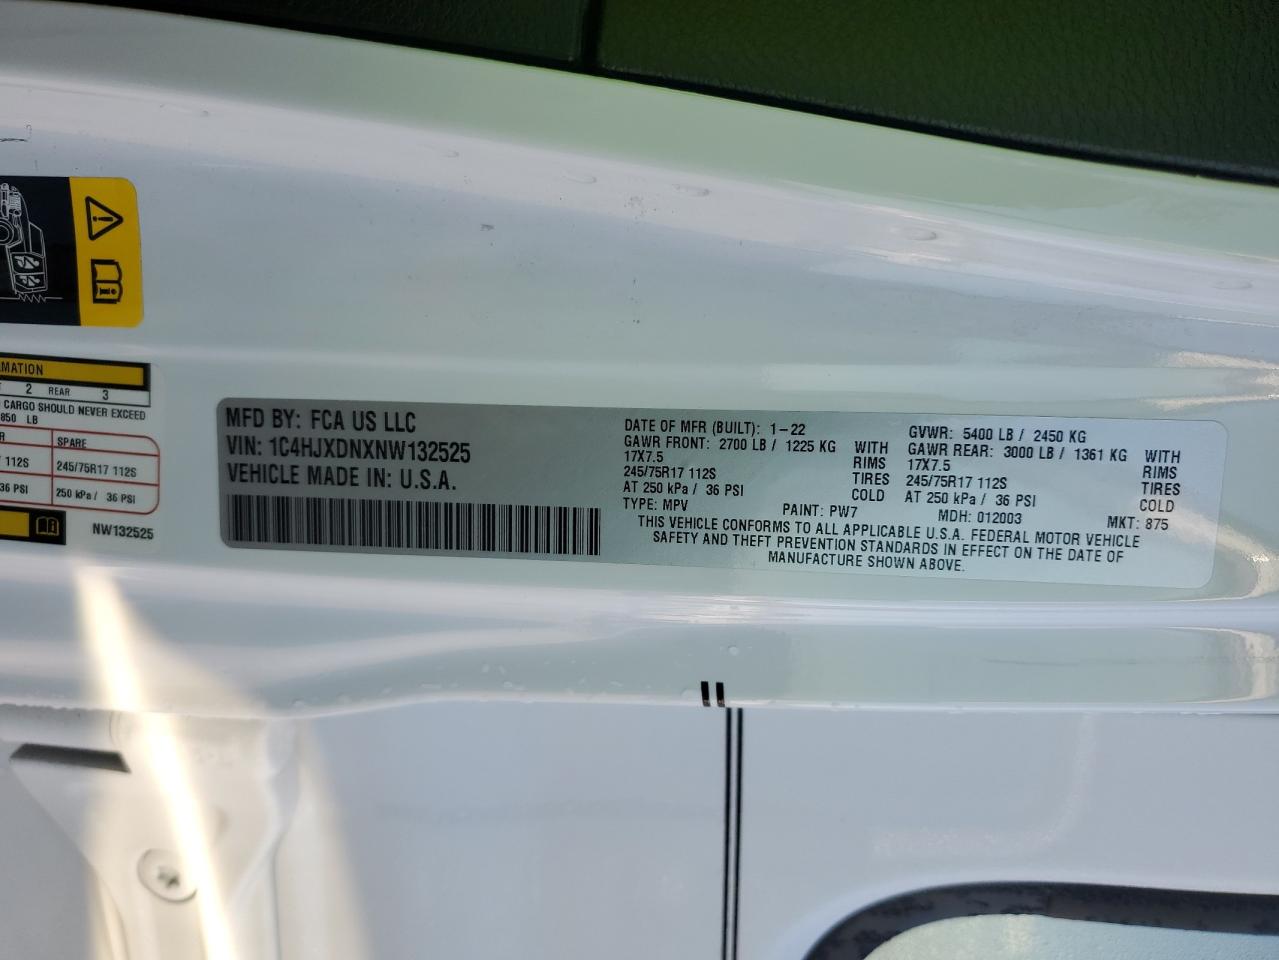 MATION
2 REAR 3
CARGO SHOULD NEVER EXCEED
850 LB
SPARE
112S 245/75R17 112S
36 PSI 250 kPa / 36 PSI
NW132525
MFD BY: FCA US LLC
VIN: 1C4HJXDNXNW132525
VEHICLE MADE IN: U.S.A.
DATE OF MFR (BUILT): 1-22 GVWR: 5400 LB / 2450 KG
GAWR FRONT: 2700 LB / 1225 KG WITH GAWR REAR: 3000 LB / 1361 KG WITH
17X7.5 RIMS 17X7.5 RIMS
245/75R17 112S TIRES 245/75R17 112S TIRES
AT 250 kPa / 36 PSI COLD AT 250 kPa / 36 PSI COLD
TYPE: MPV PAINT: PW7 MDH: 012003 MKT: 875
THIS VEHICLE CONFORMS TO ALL APPLICABLE U.S.A. FEDERAL MOTOR VEHICLE
SAFETY AND THEFT PREVENTION STANDARDS IN EFFECT ON THE DATE OF
MANUFACTURE SHOWN ABOVE.